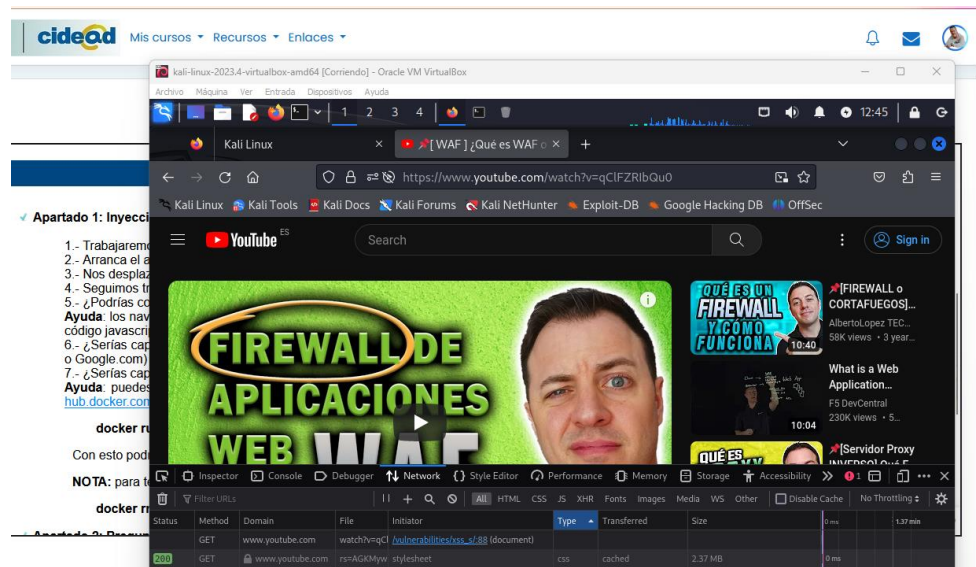 cidead Mis cursos Recursos Enlaces
kali-linux-2023.4-virtualbox-amd64 [Corriendo] - Oracle VM VirtualBox
Archivo Máquina Ver Entrada Dispositivos Ayuda
1 2 3 4 12:45
Kali Linux [ WAF ] ¿Qué es WAF o
https://www.youtube.com/watch?v=qClFZRIbQu0
Kali Linux Kali Tools Kali Docs Kali Forums Kali NetHunter Exploit-DB Google Hacking DB OffSec
YouTube ES Search Sign in
Apartado 1: Inyecci
1.- Trabajaremo
2.- Arranca el a
3.- Nos desplaz
4.- Seguimos tr
5.- ¿Podrías co
Ayuda: los nav
código javascri
6.- ¿Serías cap
o Google.com)
7.- ¿Serías cap
Ayuda: puedes
hub.docker.con
docker ru
Con esto podr
NOTA: para te
docker rm
FIREWALL DE
APLICACIONES
WEB WAF
QUÉ ES UN
FIREWALL
Y CÓMO
FUNCIONA
10:40
[FIREWALL o
CORTAFUEGOS]...
AlbertoLopez TEC...
58K views • 3 year...
10:04
What is a Web
Application...
F5 DevCentral
230K views • 5...
QUÉ ES
[Servidor Proxy
Inspector Console Debugger Network Style Editor Performance Memory Storage Accessibility 1
Filter URLs All HTML CSS JS XHR Fonts Images Media WS Other Disable Cache No Throttling
Status Method Domain File Initiator Type Transferred Size 0 ms 1.37 min
GET www.youtube.com watch?v=qCl /vulnerabilities/xss_s/:88 (document)
200 GET www.youtube.com rs=AGKMyw stylesheet css cached 2.37 MB 0 ms